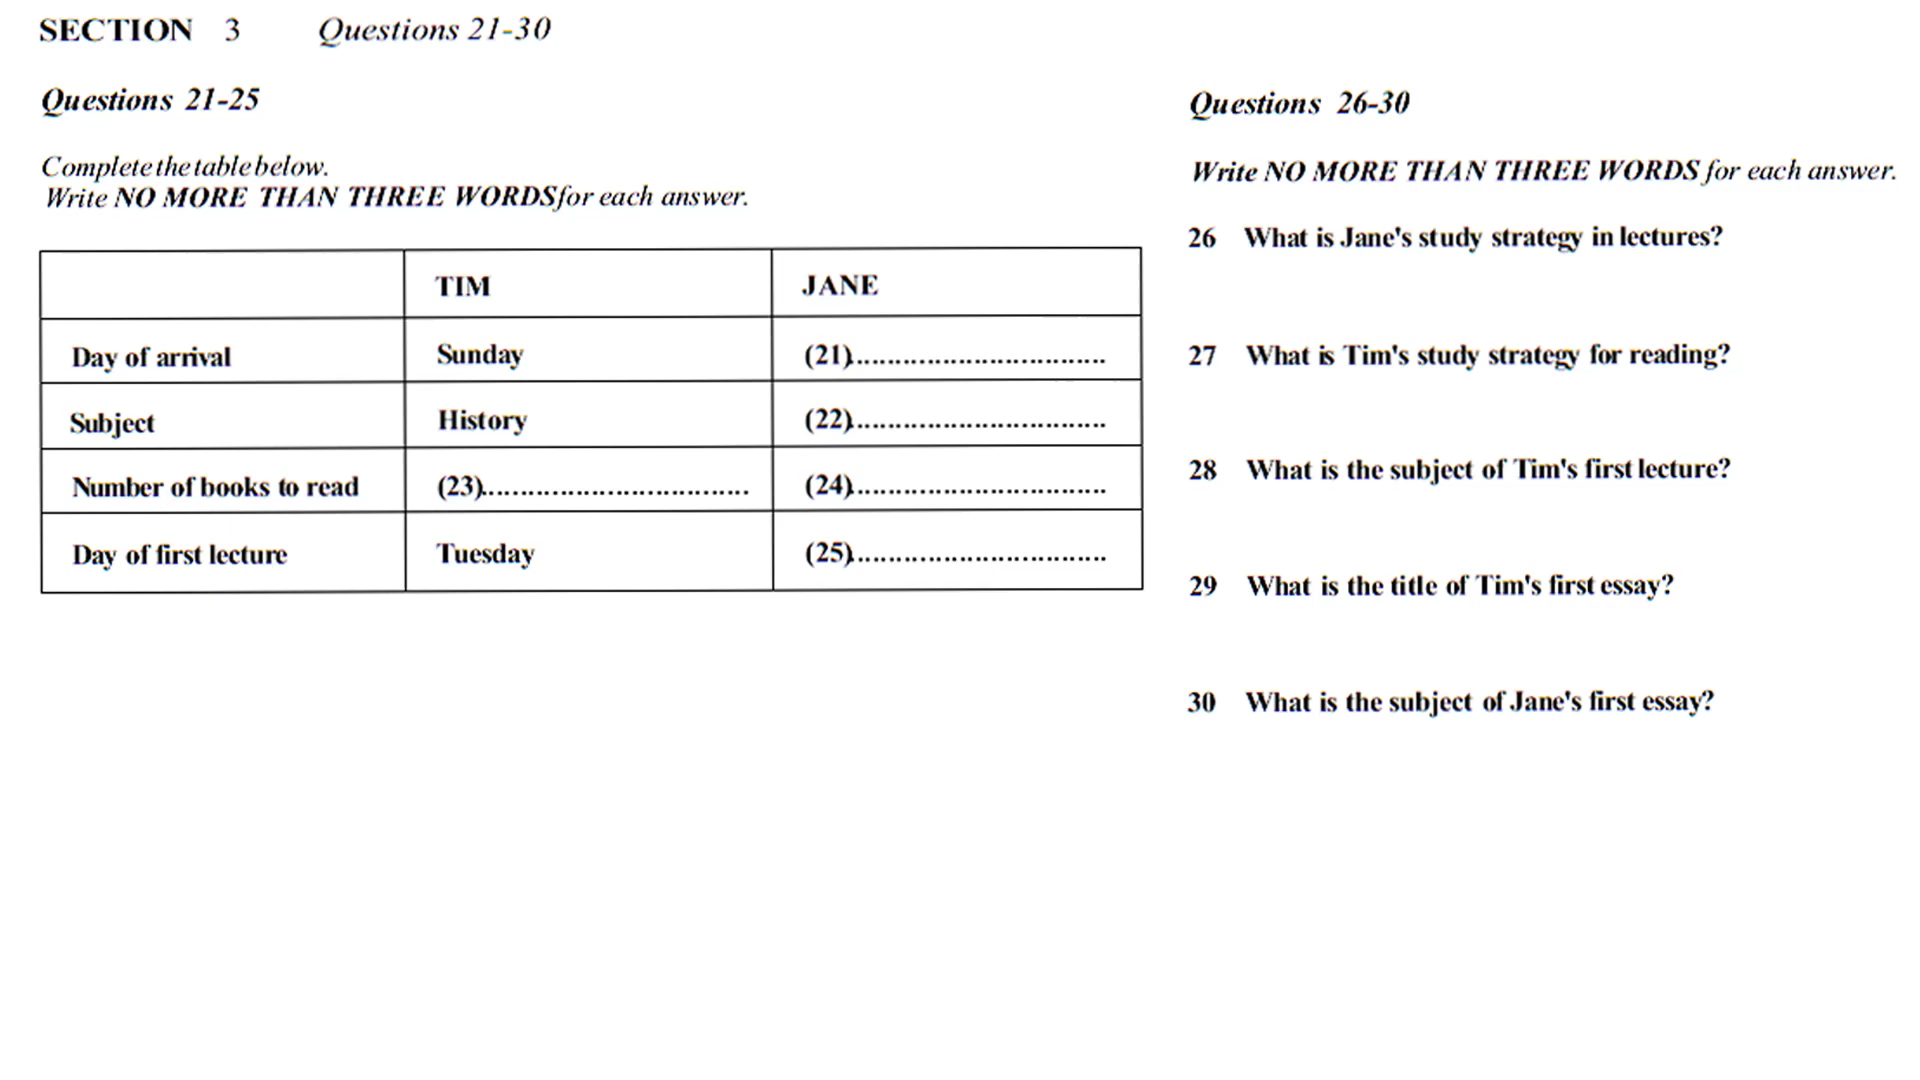 SECTION 3 Questions 21-30
Questions 21-25
Complete the table below.
Write NO MORE THAN THREE WORDS for each answer.
TIM JANE
Day of arrival Sunday (21)................................
Subject History (22)................................
Number of books to read (23)................................ (24)................................
Day of first lecture Tuesday (25)................................
Questions 26-30
Write NO MORE THAN THREE WORDS for each answer.
26 What is Jane's study strategy in lectures?
27 What is Tim's study strategy for reading?
28 What is the subject of Tim's first lecture?
29 What is the title of Tim's first essay?
30 What is the subject of Jane's first essay?